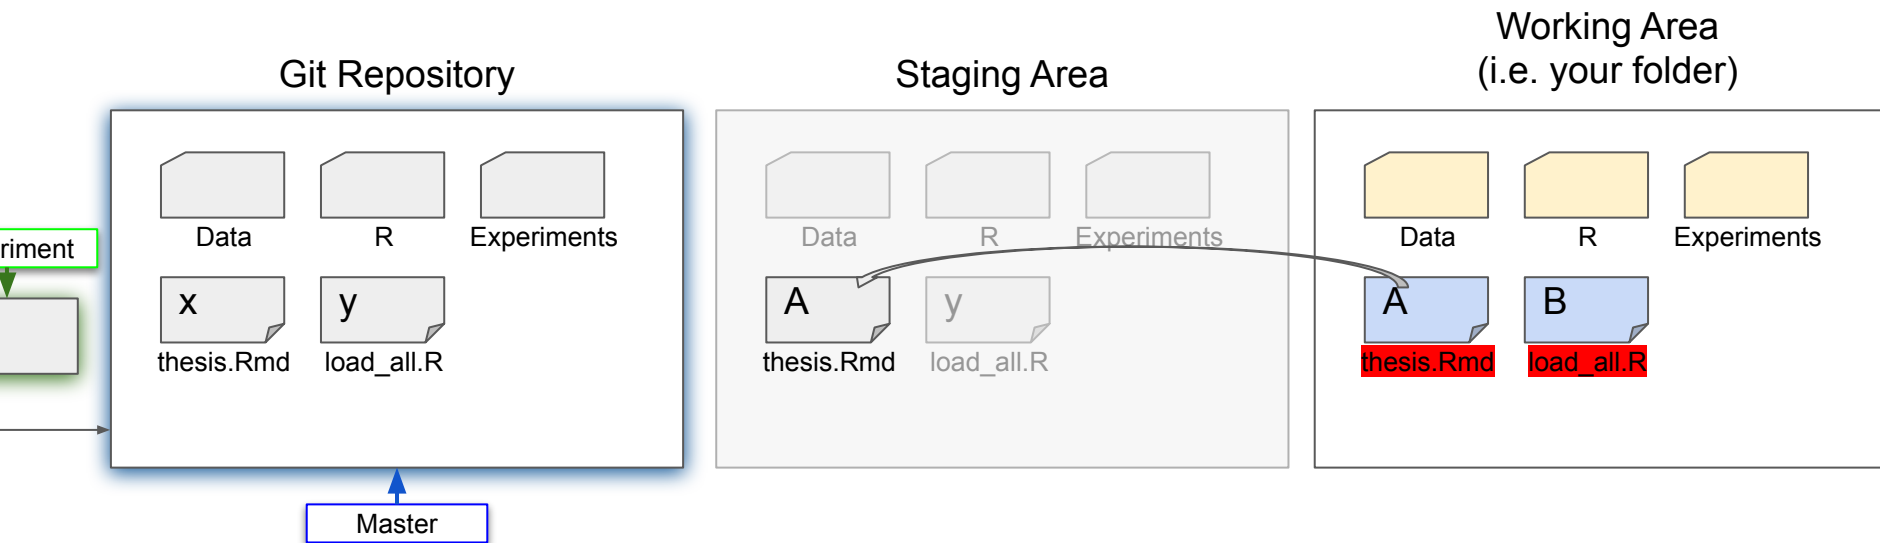 Git Repository
Staging Area
Working Area
(i.e. your folder)
Data
R
Experiments
x
y
thesis.Rmd
load_all.R
Data
R
Experiments
A
y
thesis.Rmd
load_all.R
Data
R
Experiments
A
B
thesis.Rmd
load_all.R
riment
Master